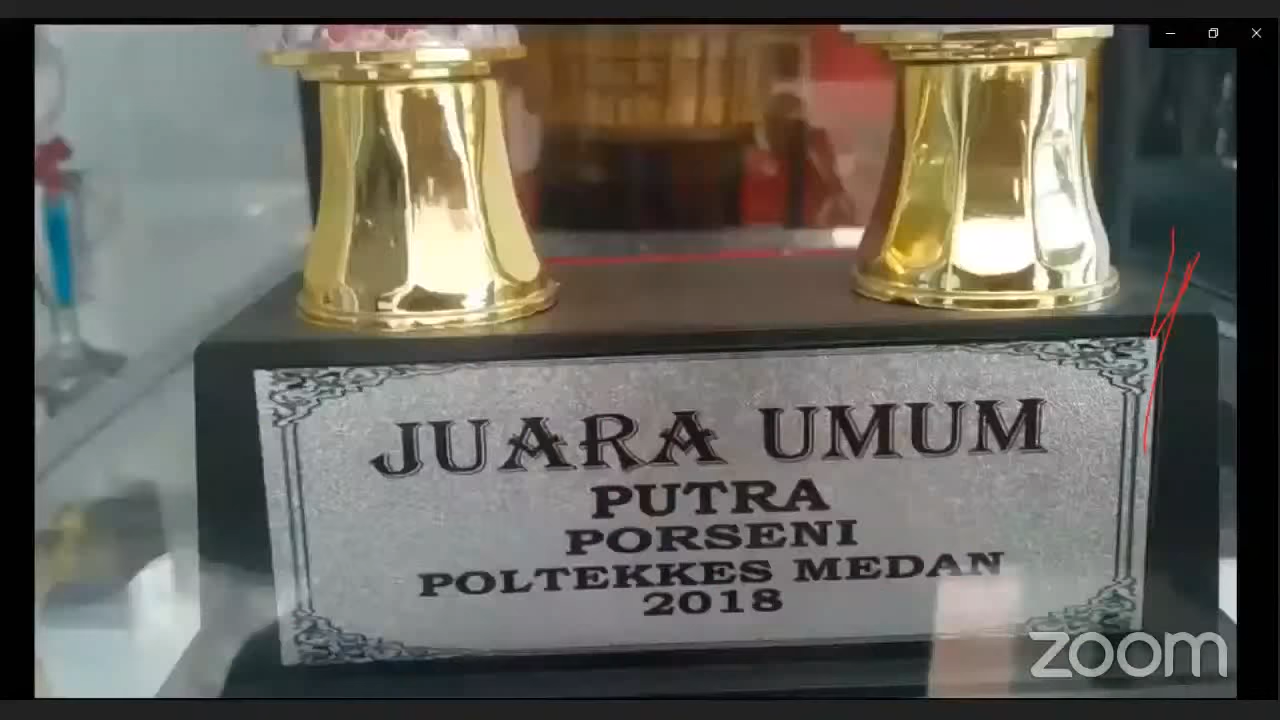 JUARA UMUM
PUTRA
PORSENI
POLTEKKES MEDAN
2018
zoom